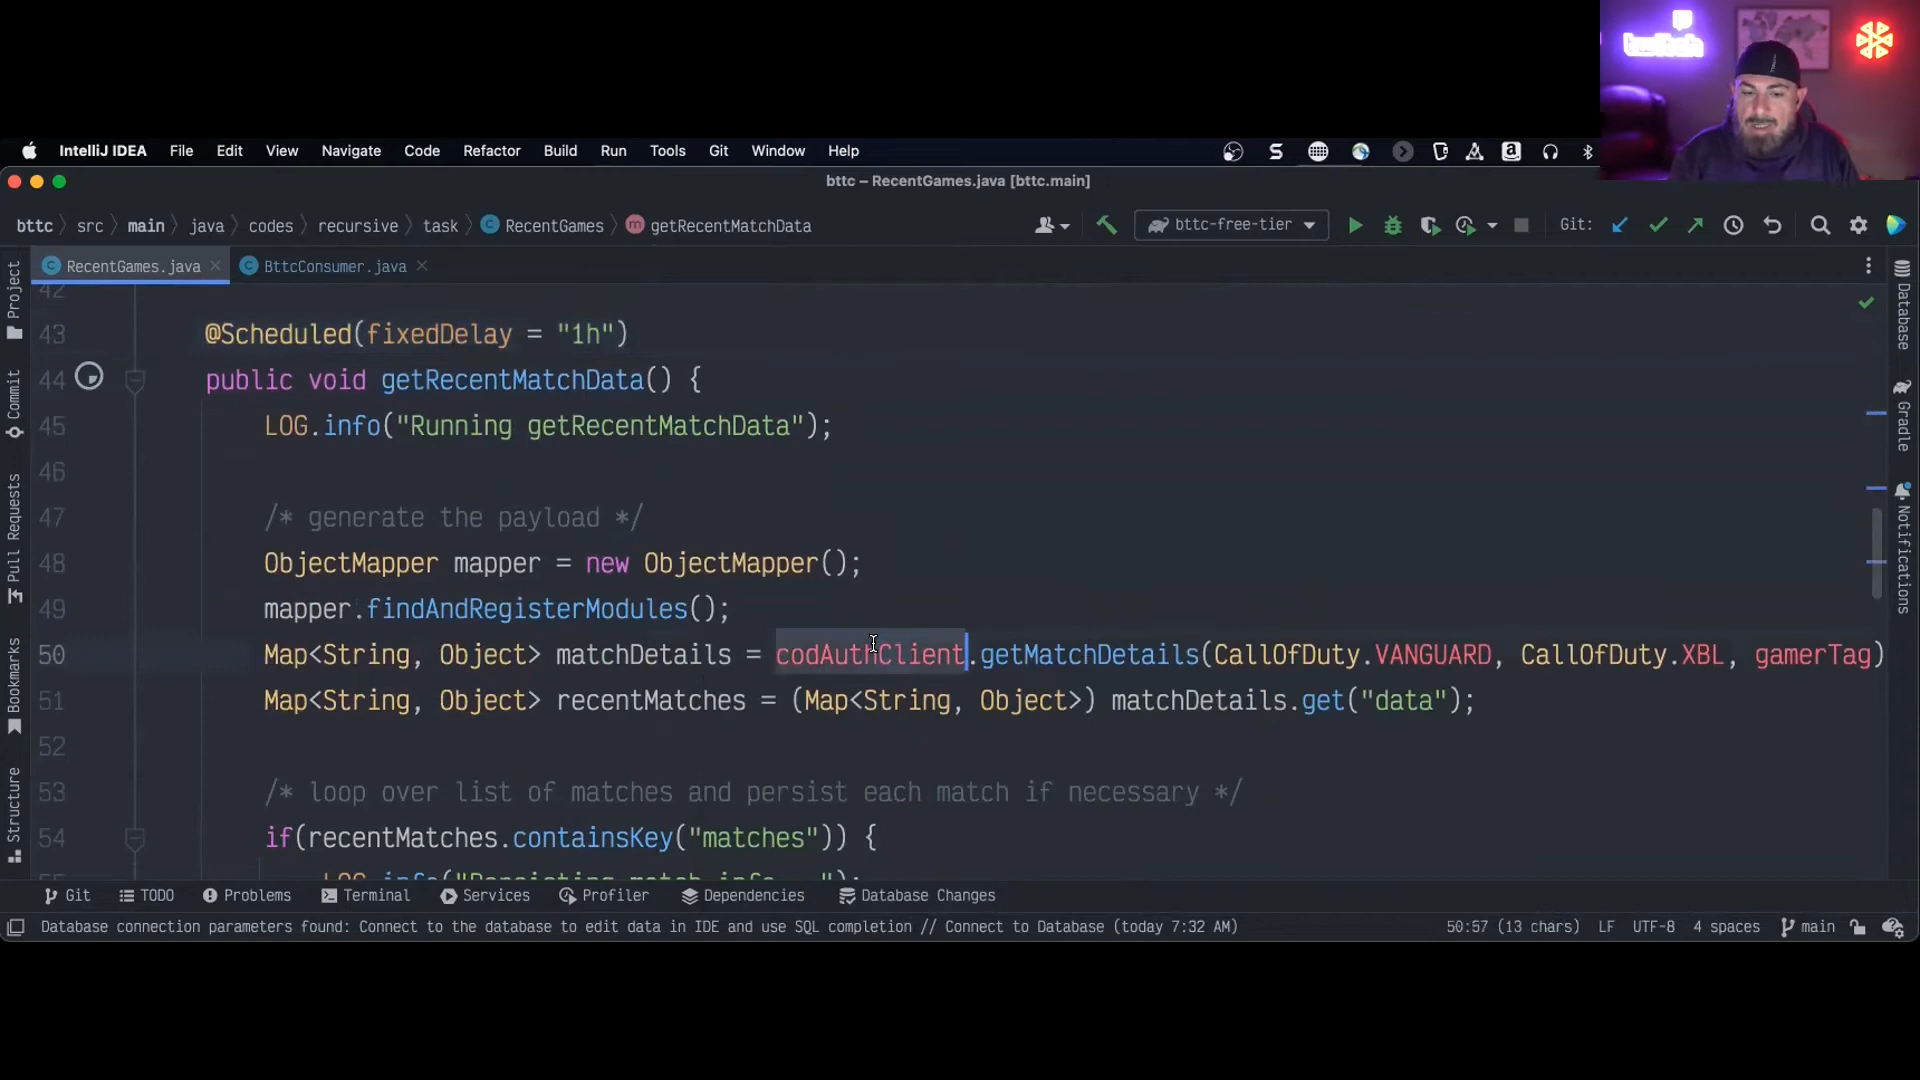 IntelliJ IDEA File Edit View Navigate Code Refactor Build Run Tools Git Window Help
bttc – RecentGames.java [bttc.main]
bttc src main java codes recursive task RecentGames getRecentMatchData bttc-free-tier Git:
RecentGames.java BttcConsumer.java
Project
Commit
Pull Requests
Bookmarks
Structure
42
43 @Scheduled(fixedDelay = "1h")
44 public void getRecentMatchData() {
45 LOG.info("Running getRecentMatchData");
46
47 /* generate the payload */
48 ObjectMapper mapper = new ObjectMapper();
49 mapper.findAndRegisterModules();
50 Map<String, Object> matchDetails = codAuthClient.getMatchDetails(CallOfDuty.VANGUARD, CallOfDuty.XBL, gamerTag)
51 Map<String, Object> recentMatches = (Map<String, Object>) matchDetails.get("data");
52
53 /* loop over list of matches and persist each match if necessary */
54 if(recentMatches.containsKey("matches")) {
LOG.info("Persisting match info
Database
Gradle
Notifications
Git TODO Problems Terminal Services Profiler Dependencies Database Changes
Database connection parameters found: Connect to the database to edit data in IDE and use SQL completion // Connect to Database (today 7:32 AM) 50:57 (13 chars) LF UTF-8 4 spaces main